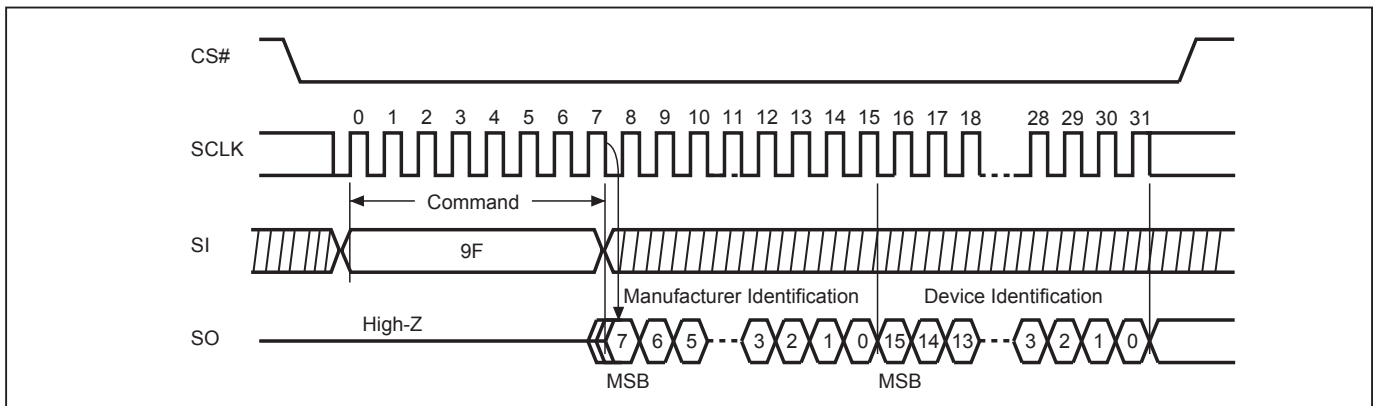 CS#
0 1 2 3 4 5 6 7 8 9 10 11 12 13 14 15 16 17 18 28 29 30 31
SCLK
Command
SI
9F
Manufacturer Identification Device Identification
High-Z
SO
7 6 5 3 2 1 0 15 14 13 3 2 1 0
MSB MSB